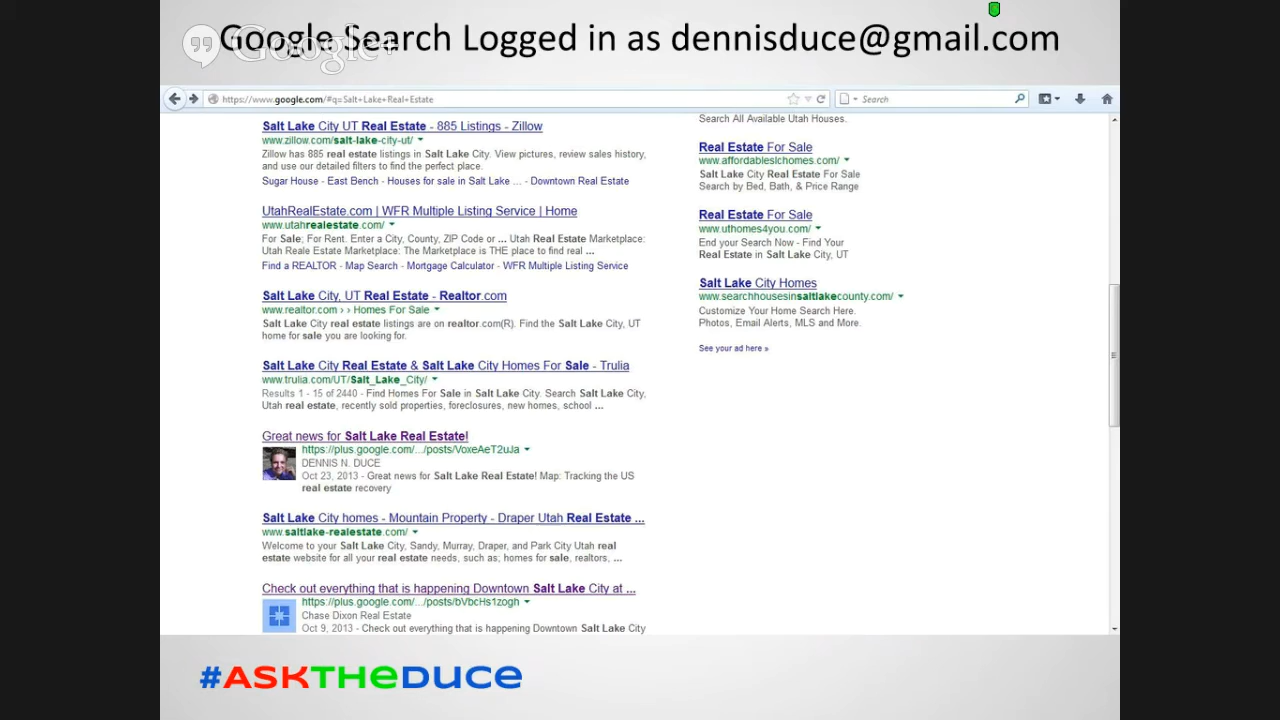 Google Search Logged in as dennisduce@gmail.com
Google+
https://www.google.com/#q=Salt+Lake+Real+Estate
Search
Salt Lake City UT Real Estate - 885 Listings - Zillow
www.zillow.com/salt-lake-city-ut/
Zillow has 885 real estate listings in Salt Lake City. View pictures, review sales history,
and use our detailed filters to find the perfect place.
Sugar House - East Bench - Houses for sale in Salt Lake ... - Downtown Real Estate
UtahRealEstate.com | WFR Multiple Listing Service | Home
www.utahrealestate.com/
For Sale; For Rent. Enter a City, County, ZIP Code or ... Utah Real Estate Marketplace:
Utah Reale Estate Marketplace: The Marketplace is THE place to find real ...
Find a REALTOR - Map Search - Mortgage Calculator - WFR Multiple Listing Service
Salt Lake City, UT Real Estate - Realtor.com
www.realtor.com › › Homes For Sale
Salt Lake City real estate listings are on realtor.com(R). Find the Salt Lake City, UT
home for sale you are looking for.
Salt Lake City Real Estate & Salt Lake City Homes For Sale - Trulia
www.trulia.com/UT/Salt_Lake_City/
Results 1 - 15 of 2440 - Find Homes For Sale in Salt Lake City. Search Salt Lake City,
Utah real estate, recently sold properties, foreclosures, new homes, school ...
Great news for Salt Lake Real Estate!
https://plus.google.com/.../posts/VoxeAeT2uJa
DENNIS N. DUCE
Oct 23, 2013 - Great news for Salt Lake Real Estate! Map: Tracking the US
real estate recovery
Salt Lake City homes - Mountain Property - Draper Utah Real Estate ...
www.saltlake-realestate.com/
Welcome to your Salt Lake City, Sandy, Murray, Draper, and Park City Utah real
estate website for all your real estate needs, such as; homes for sale, realtors, ...
Check out everything that is happening Downtown Salt Lake City at ...
https://plus.google.com/.../posts/bVbcHs1zogh
Chase Dixon Real Estate
Oct 9, 2013 - Check out everything that is happening Downtown Salt Lake City
Search All Available Utah Houses.
Real Estate For Sale
www.affordableslchomes.com/
Salt Lake City Real Estate For Sale
Search by Bed, Bath, & Price Range
Real Estate For Sale
www.uthomes4you.com/
End your Search Now - Find Your
Real Estate in Salt Lake City, UT
Salt Lake City Homes
www.searchhousesinsaltlakecounty.com/
Customize Your Home Search Here.
Photos, Email Alerts, MLS and More.
See your ad here »
#ASKTHEDUCE